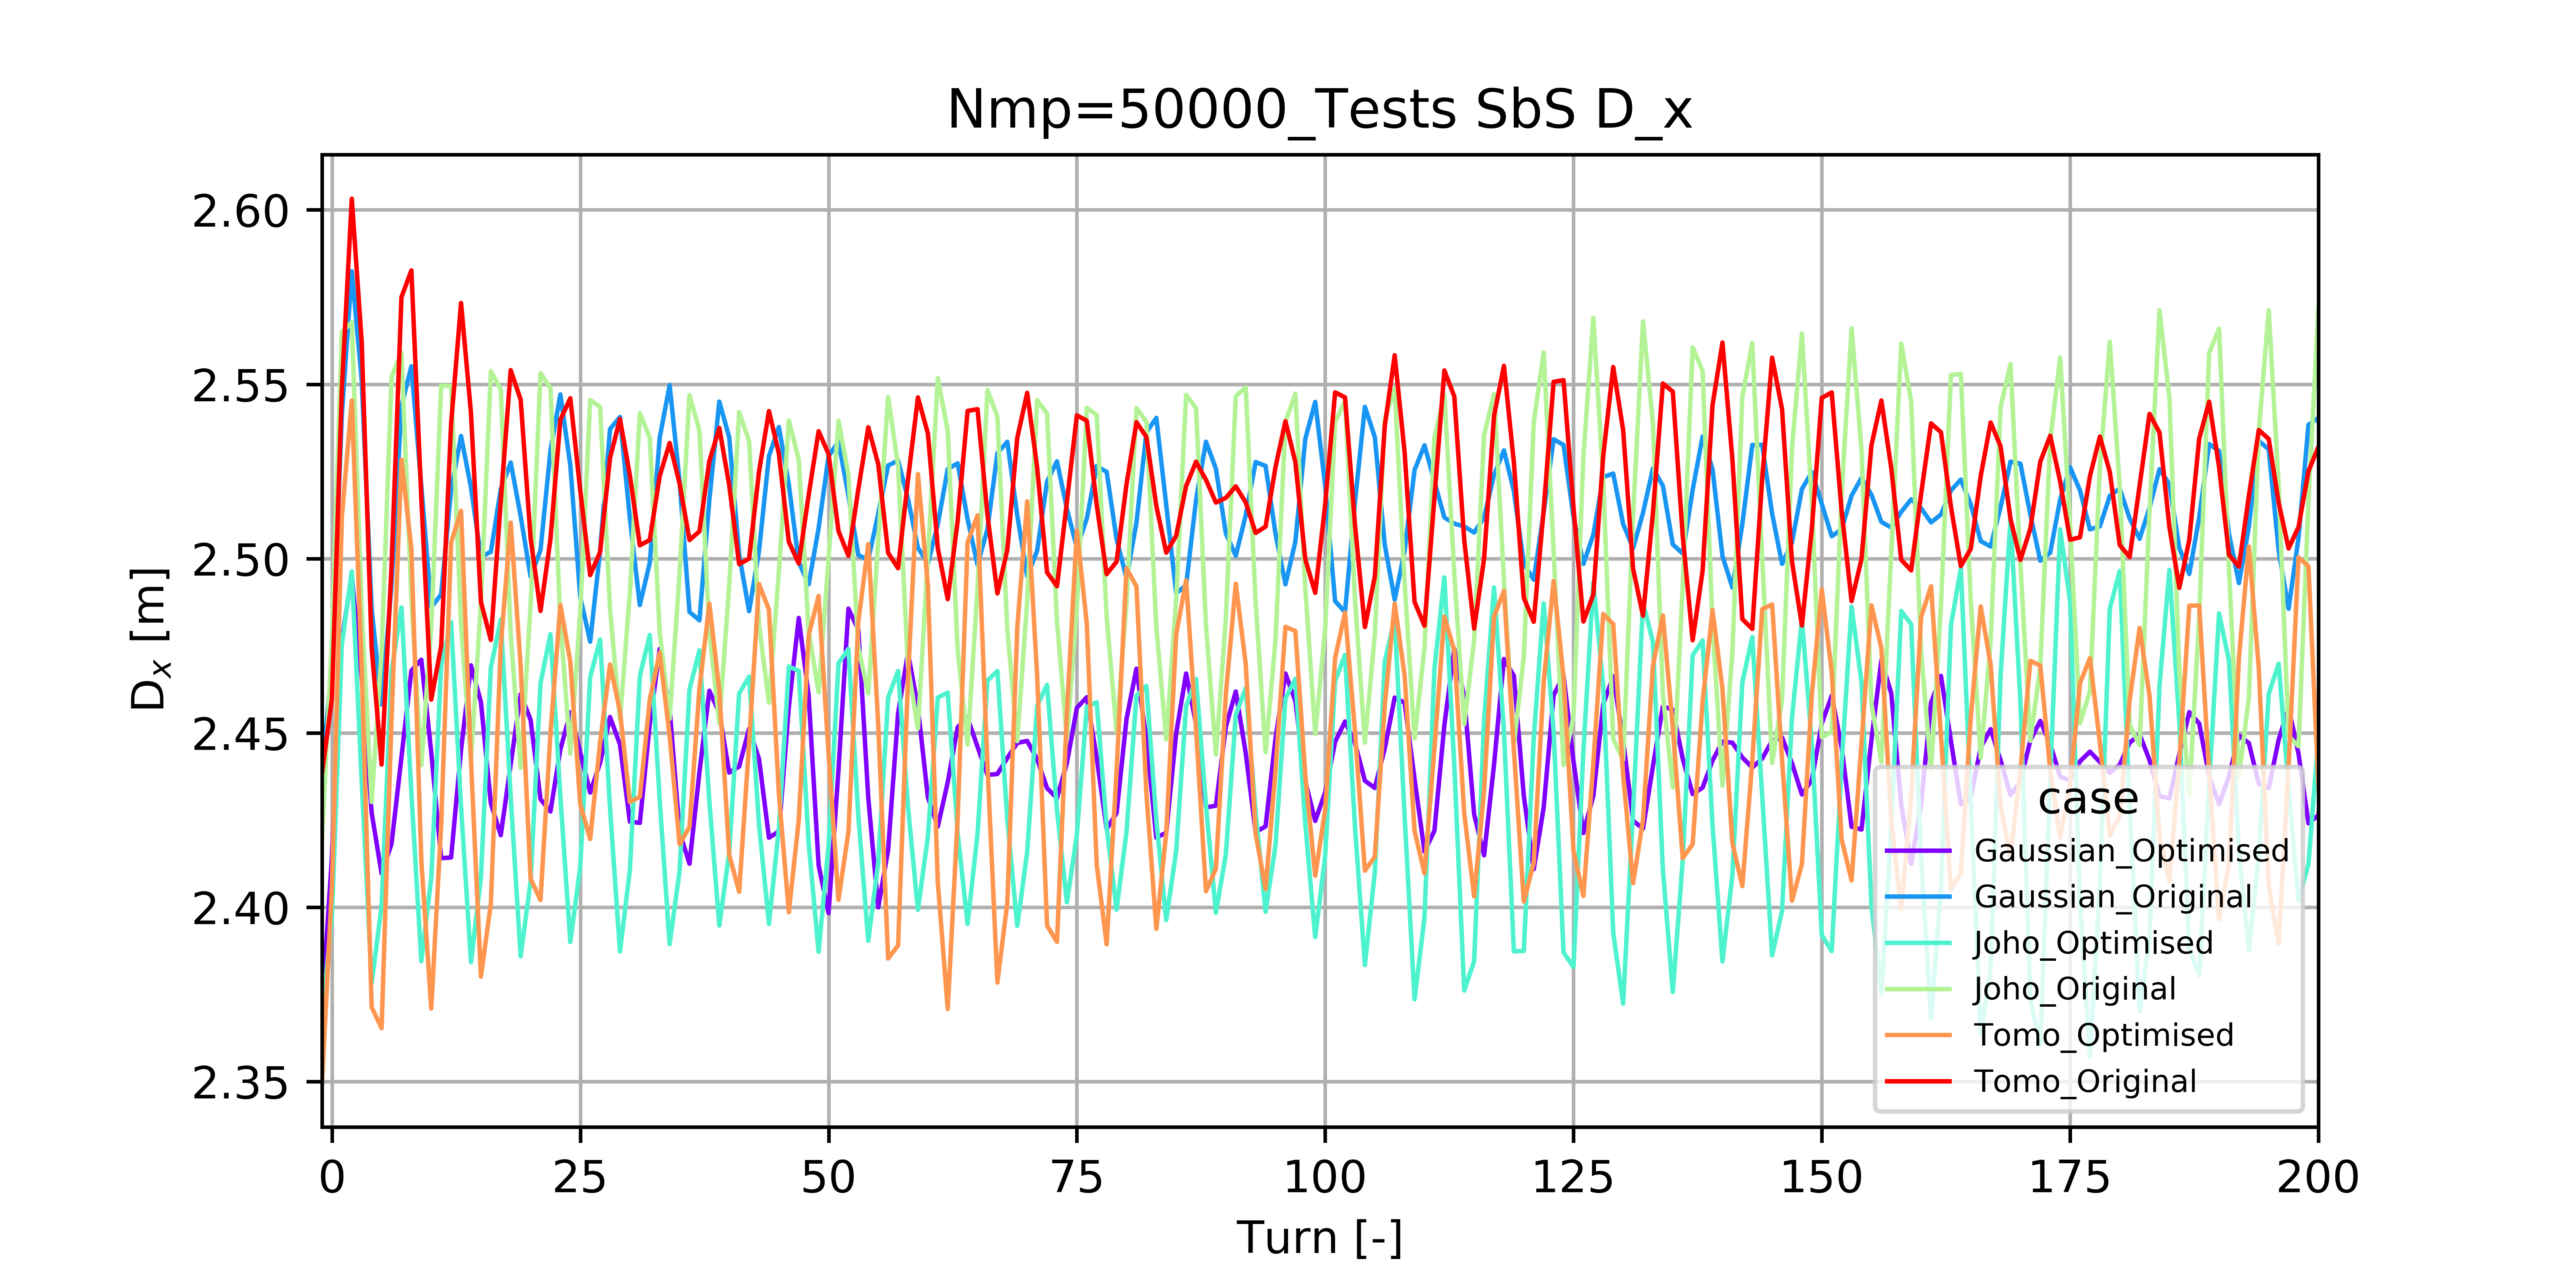 Nmp=50000_Tests SbS D_x
2.60
2.55
2.50
2.45
2.40
2.35
Dx [m]
0 25 50 75 100 125 150 175 200
Turn [-]
case
Gaussian_Optimised
Gaussian_Original
Joho_Optimised
Joho_Original
Tomo_Optimised
Tomo_Original